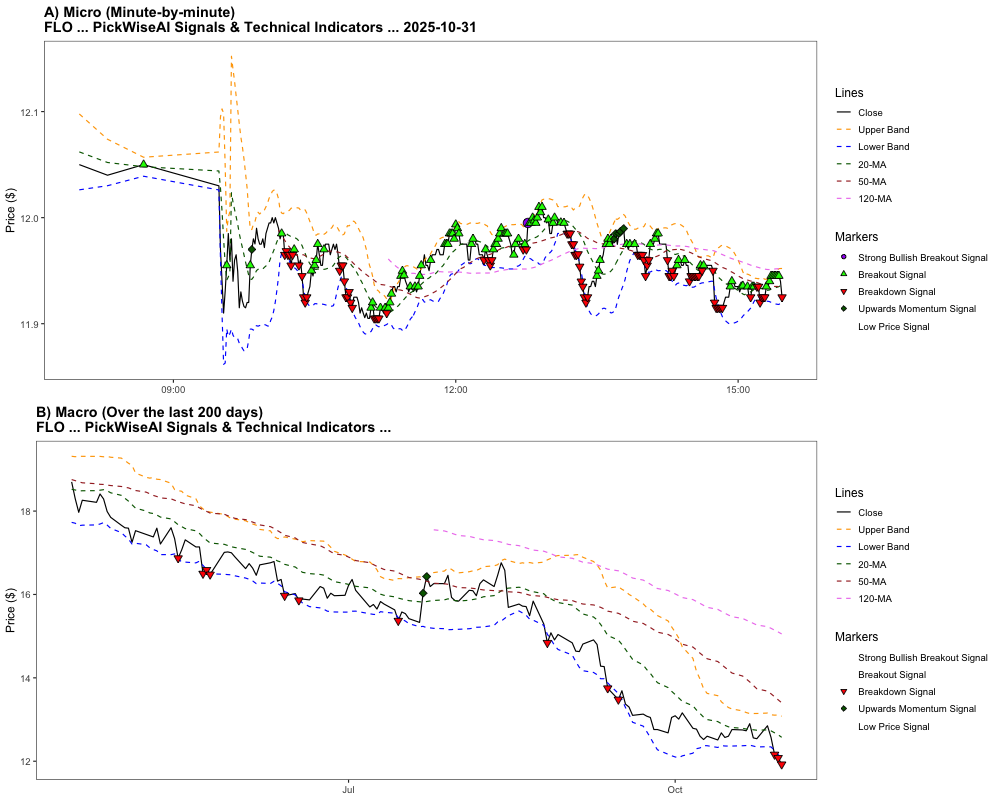 A) Micro (Minute-by-minute)
FLO ... PickWiseAI Signals & Technical Indicators ... 2025-10-31
Price ($)
12.1
12.0
11.9
09:00
12:00
15:00
Lines
Close
Upper Band
Lower Band
20-MA
50-MA
120-MA
Markers
Strong Bullish Breakout Signal
Breakout Signal
Breakdown Signal
Upwards Momentum Signal
Low Price Signal
B) Macro (Over the last 200 days)
FLO ... PickWiseAI Signals & Technical Indicators ...
Price ($)
18
16
14
12
Jul
Oct
Lines
Close
Upper Band
Lower Band
20-MA
50-MA
120-MA
Markers
Strong Bullish Breakout Signal
Breakout Signal
Breakdown Signal
Upwards Momentum Signal
Low Price Signal